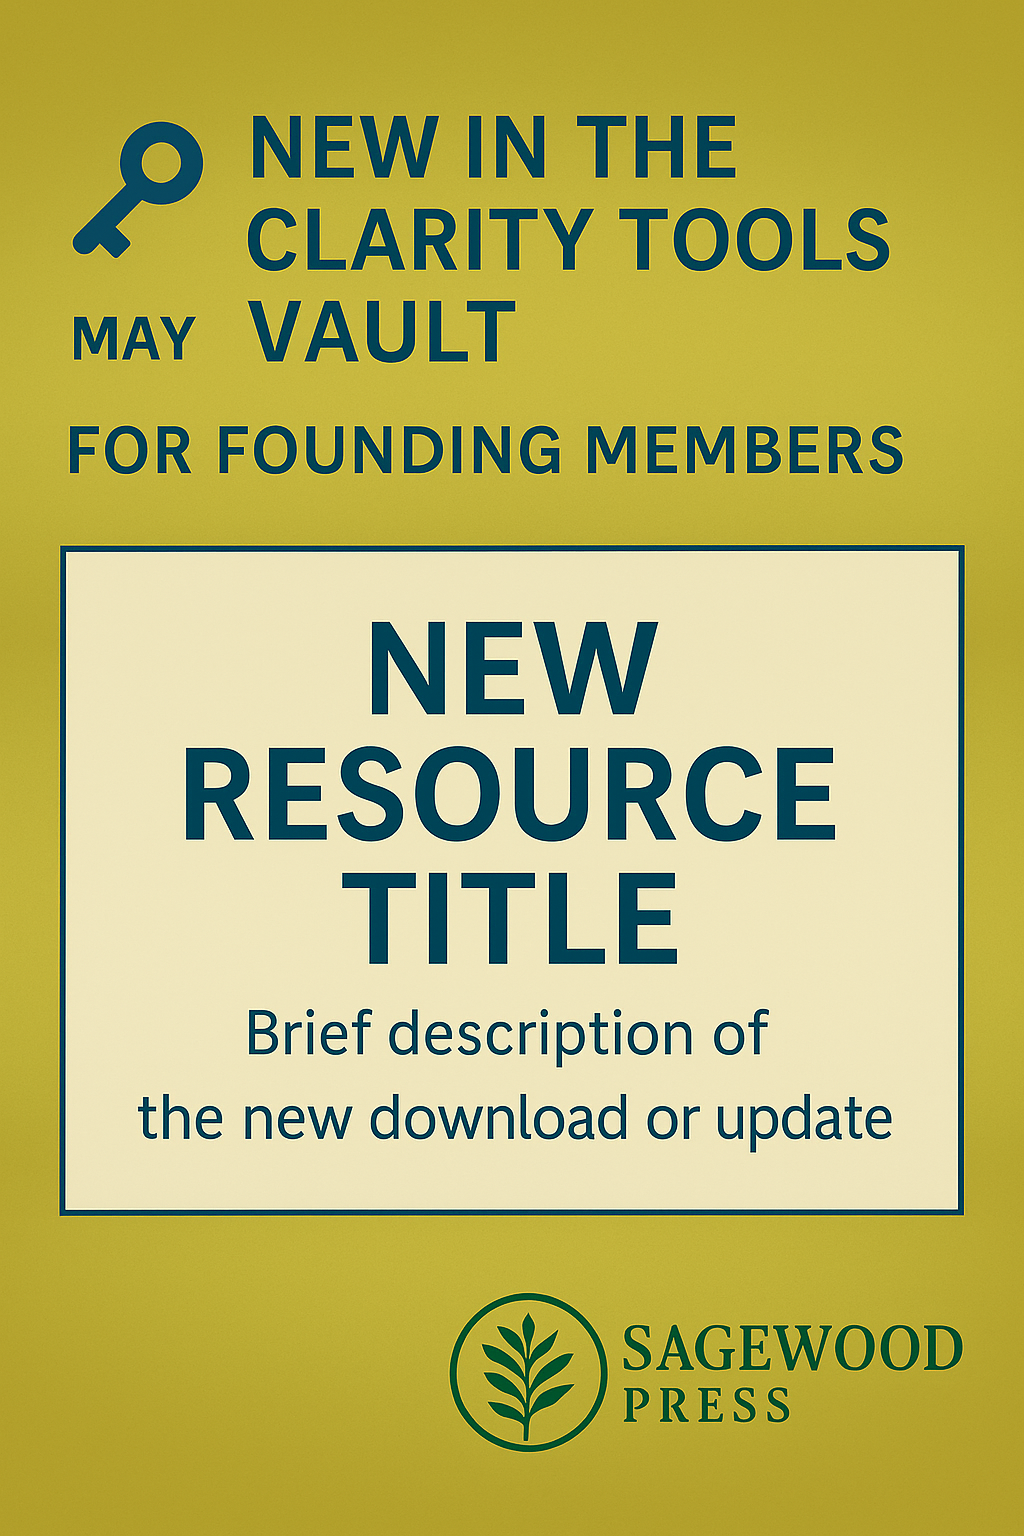 NEW IN THE
CLARITY TOOLS
VAULT
MAY
FOR FOUNDING MEMBERS
NEW
RESOURCE
TITLE
Brief description of
the new download or update
SAGEWOOD
PRESS